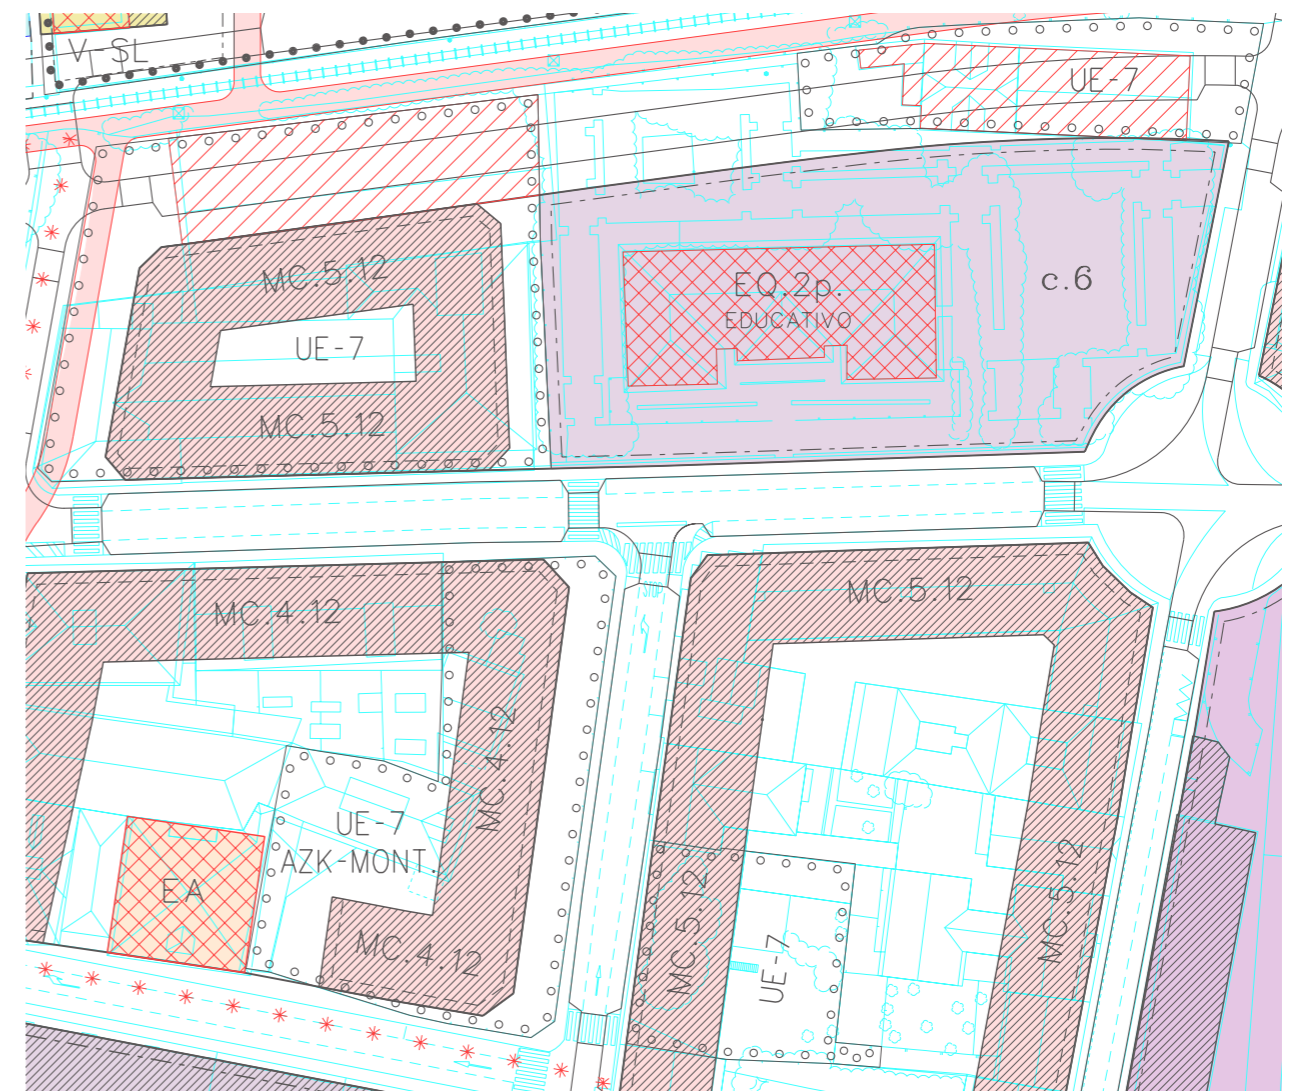 V-SL
UE-7
MC.5.12
EQ.2p.
EDUCATIVO
c.6
UE-7
MC.5.12
MC.4.12
MC.5.12
MC.4.12
UE-7
AZK-MONT.
EA
MC.4.12
MC.5.12
UE-7
MC.5.12